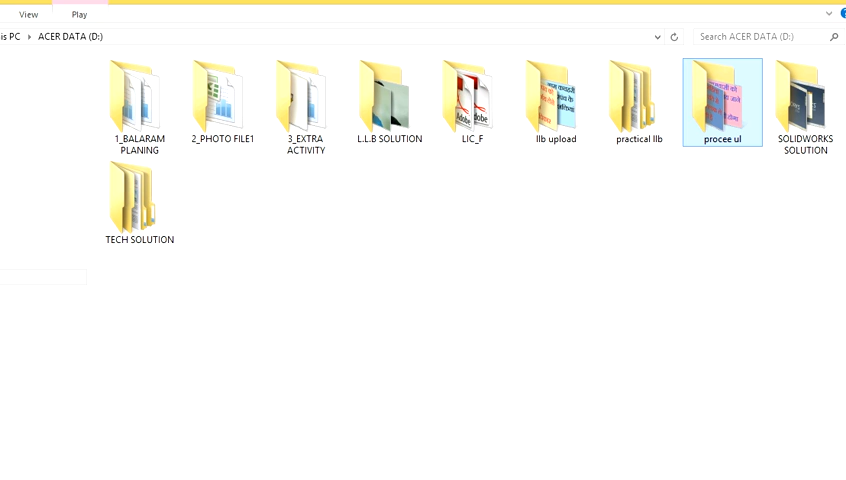 View Play
is PC ACER DATA (D:) Search ACER DATA (D:)
1_BALARAM
PLANING
2_PHOTO FILE1
3_EXTRA
ACTIVITY
L.L.B SOLUTION
LIC_F
llb upload
practical llb
procee ul
SOLIDWORKS
SOLUTION
TECH SOLUTION